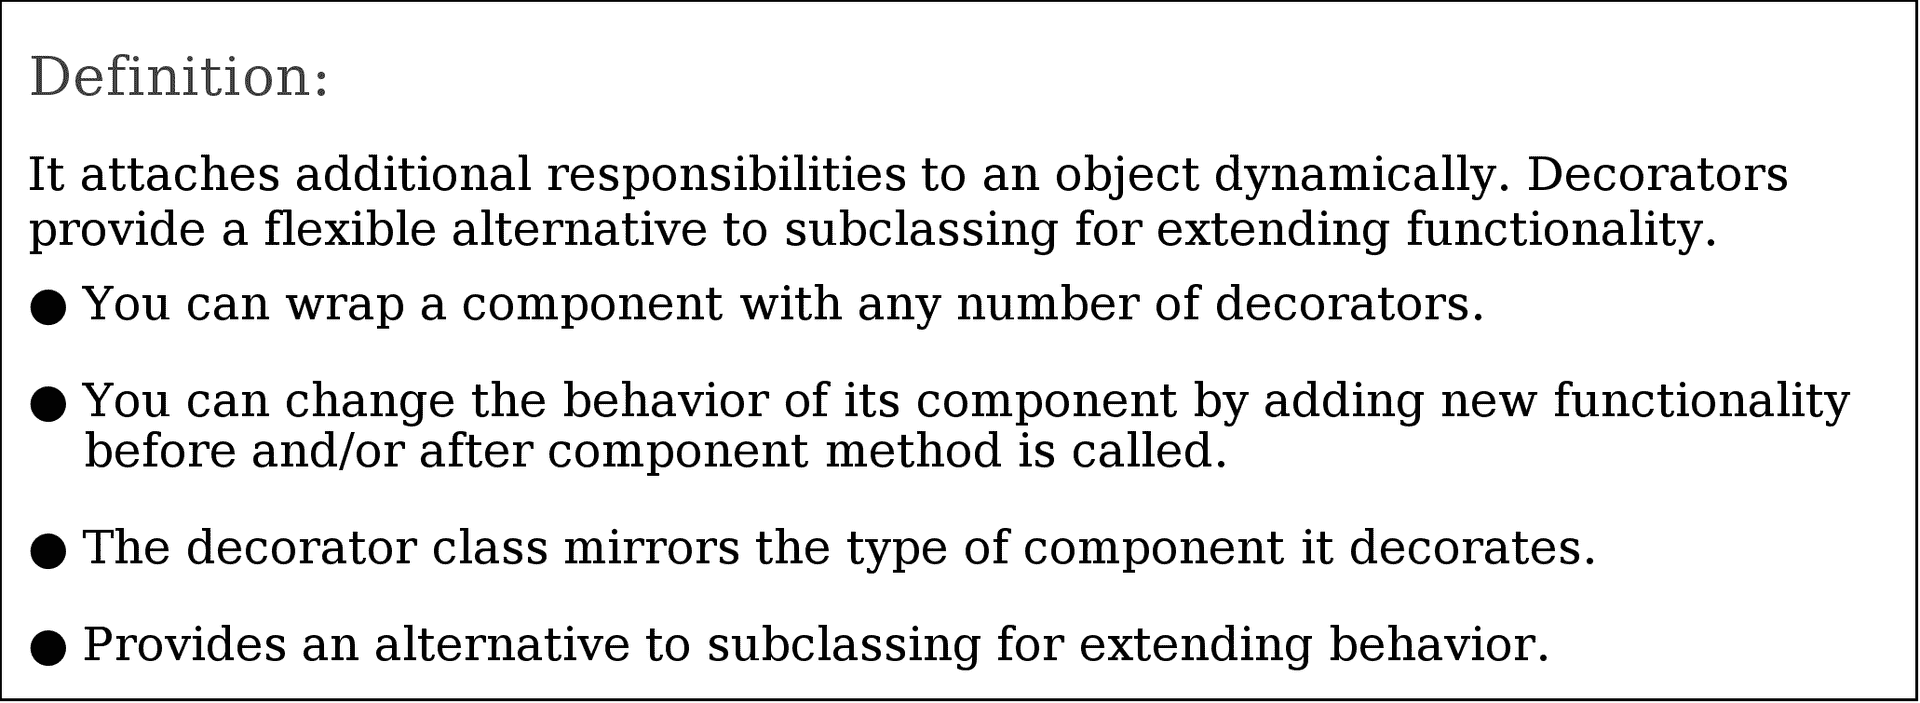 Definition:
It attaches additional responsibilities to an object dynamically. Decorators
provide a flexible alternative to subclassing for extending functionality.
● You can wrap a component with any number of decorators.
● You can change the behavior of its component by adding new functionality
before and/or after component method is called.
● The decorator class mirrors the type of component it decorates.
● Provides an alternative to subclassing for extending behavior.